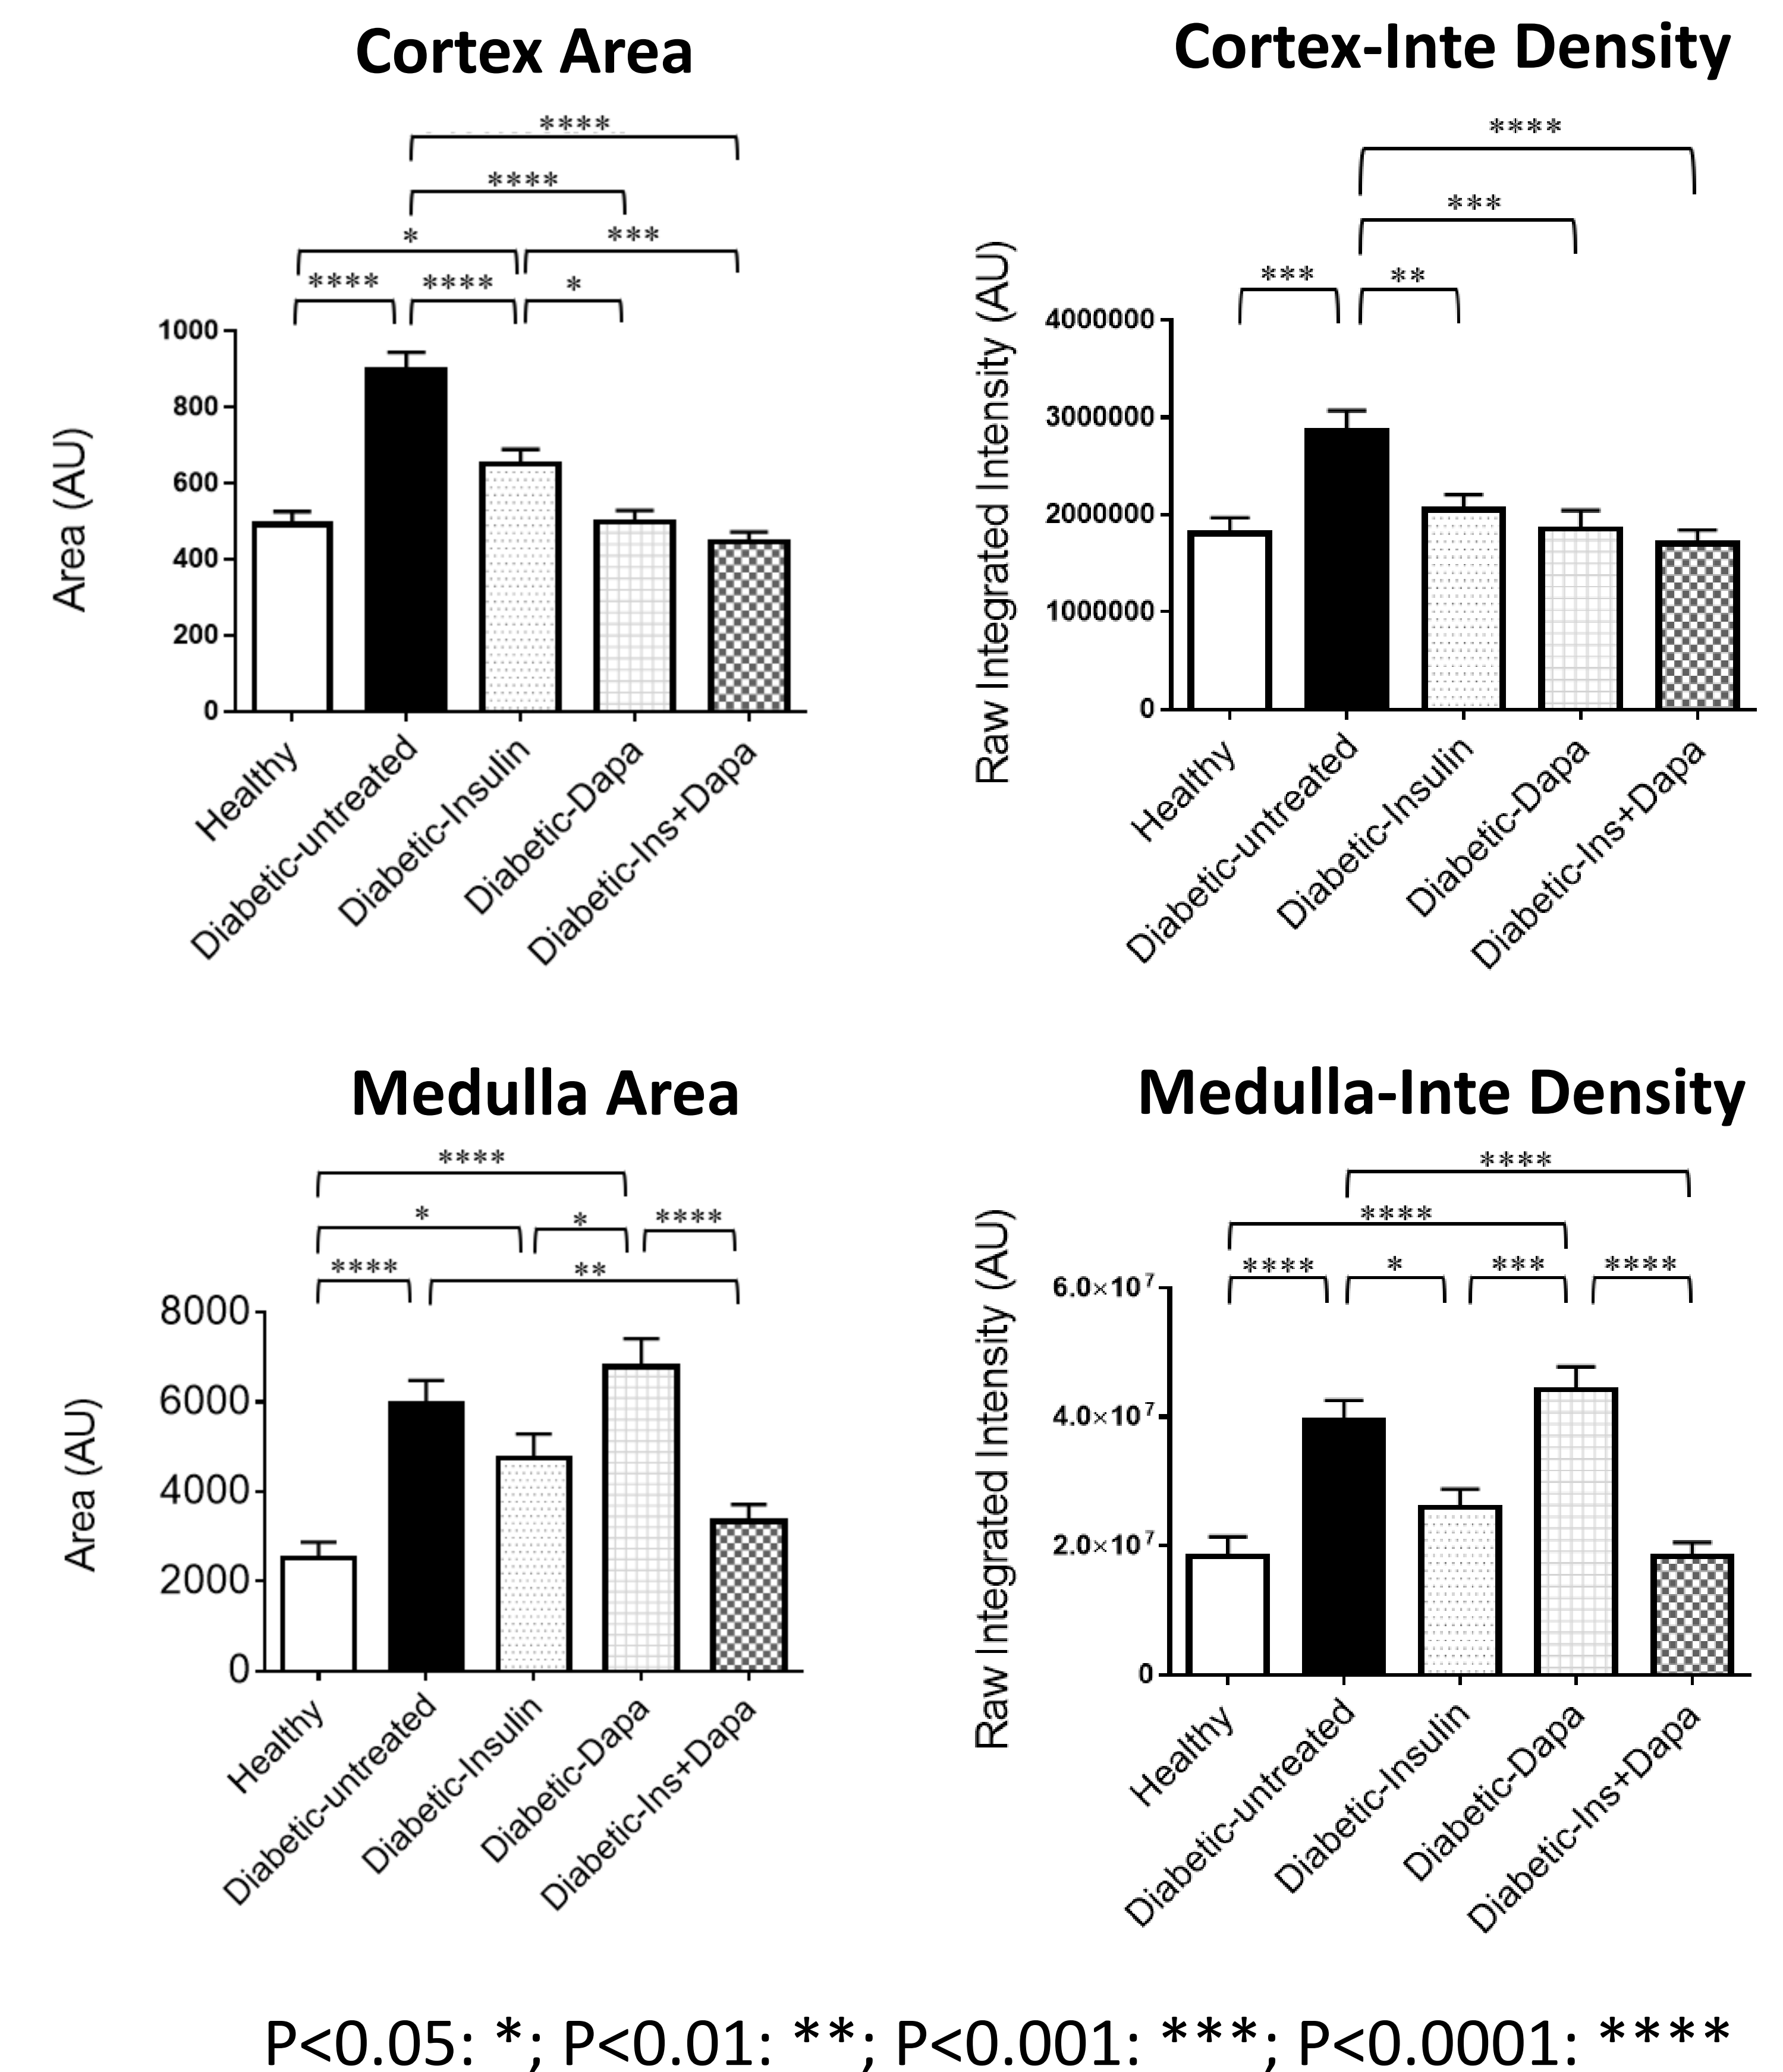 Cortex Area
****
****
* ***
**** **** *
Area (AU)
1000
800
600
400
200
0
Healthy
Diabetic-untreated
Diabetic-Insulin
Diabetic-Dapa
Diabetic-Ins+Dapa
Cortex-Inte Density
****
***
*** **
Raw Integrated Intensity (AU)
4000000
3000000
2000000
1000000
0
Healthy
Diabetic-untreated
Diabetic-Insulin
Diabetic-Dapa
Diabetic-Ins+Dapa
Medulla Area
****
* * ****
**** **
Area (AU)
8000
6000
4000
2000
0
Healthy
Diabetic-untreated
Diabetic-Insulin
Diabetic-Dapa
Diabetic-Ins+Dapa
Medulla-Inte Density
****
****
**** * *** ****
Raw Integrated Intensity (AU)
6.0×10⁷
4.0×10⁷
2.0×10⁷
0
Healthy
Diabetic-untreated
Diabetic-Insulin
Diabetic-Dapa
Diabetic-Ins+Dapa
P<0.05: *; P<0.01: **; P<0.001: ***; P<0.0001: ****